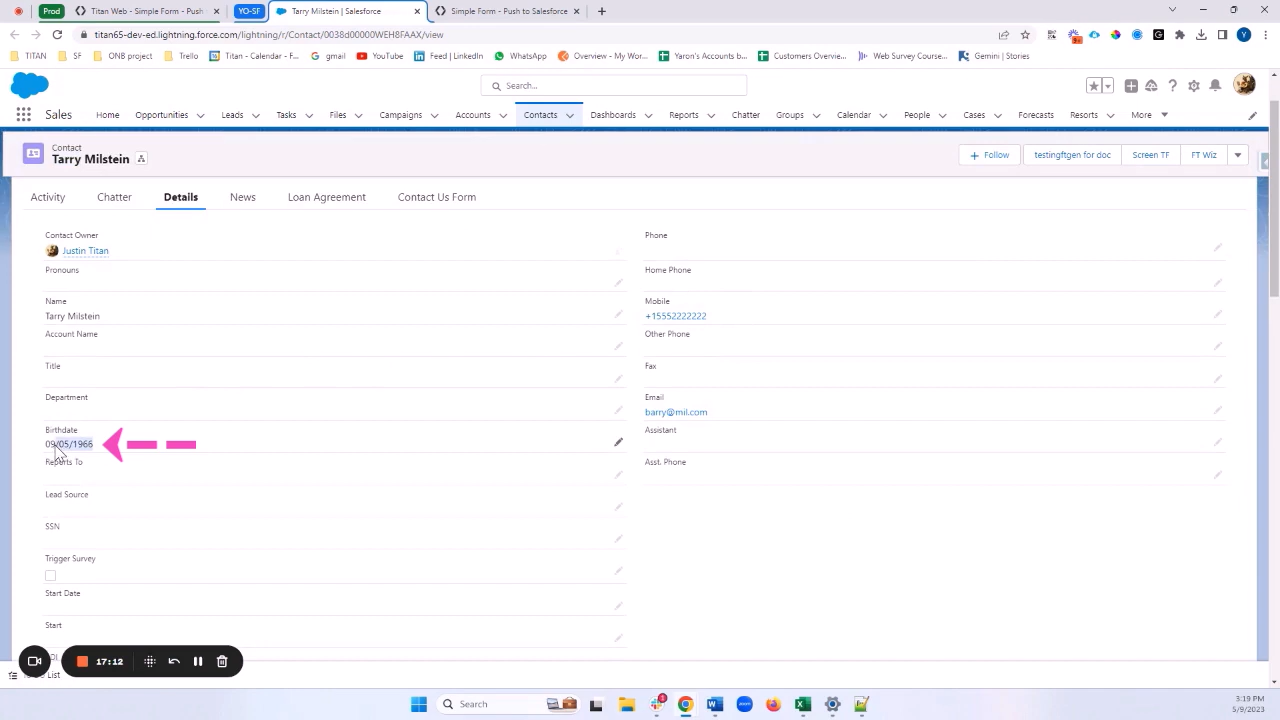 Prod
Titan Web - Simple Form - Push
YO-SF
Tarry Milstein | Salesforce
Simple Form - Push to Salesforce
titan65-dev-ed.lightning.force.com/lightning/r/Contact/0038d00000WEH8FAAX/view
TITAN
SF
ONB project
Trello
Titan - Calendar - F...
gmail
YouTube
Feed | LinkedIn
WhatsApp
Overview - My Wor...
Yaron's Accounts b...
Customers Overvie...
Web Survey Course...
Gemini | Stories
Search...
Sales
Home
Opportunities
Leads
Tasks
Files
Campaigns
Accounts
Contacts
Dashboards
Reports
Chatter
Groups
Calendar
People
Cases
Forecasts
Resorts
More
Contact
Tarry Milstein
Follow
testingftgen for doc
Screen TF
FT Wiz
Activity
Chatter
Details
News
Loan Agreement
Contact Us Form
Contact Owner
Justin Titan
Phone
Pronouns
Home Phone
Name
Tarry Milstein
Mobile
+15552222222
Account Name
Other Phone
Title
Fax
Department
Email
barry@mil.com
Birthdate
09/05/1966
Assistant
Reports To
Asst. Phone
Lead Source
SSN
Trigger Survey
Start Date
Start
17:12
List
Search
3:19 PM
5/9/2023